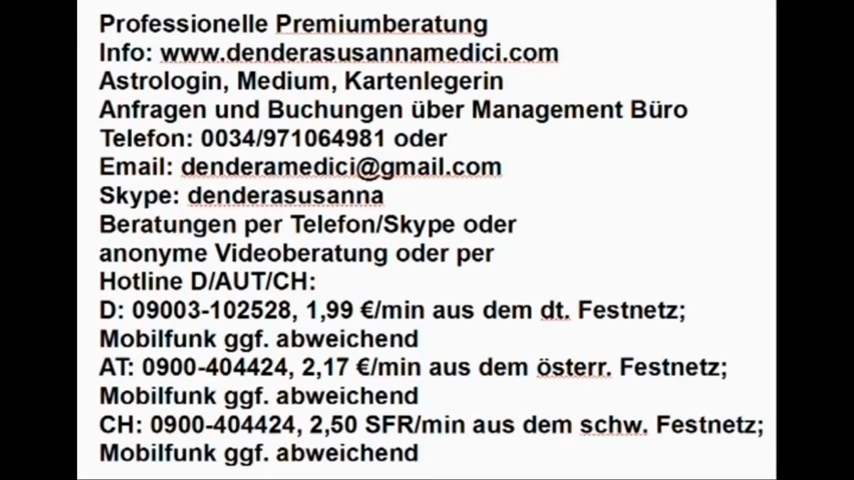 Professionelle Premiumberatung
Info: www.denderasusannamedici.com
Astrologin, Medium, Kartenlegerin
Anfragen und Buchungen über Management Büro
Telefon: 0034/971064981 oder
Email: denderamedici@gmail.com
Skype: denderasusanna
Beratungen per Telefon/Skype oder
anonyme Videoberatung oder per
Hotline D/AUT/CH:
D: 09003-102528, 1,99 €/min aus dem dt. Festnetz;
Mobilfunk ggf. abweichend
AT: 0900-404424, 2,17 €/min aus dem österr. Festnetz;
Mobilfunk ggf. abweichend
CH: 0900-404424, 2,50 SFR/min aus dem schw. Festnetz;
Mobilfunk ggf. abweichend